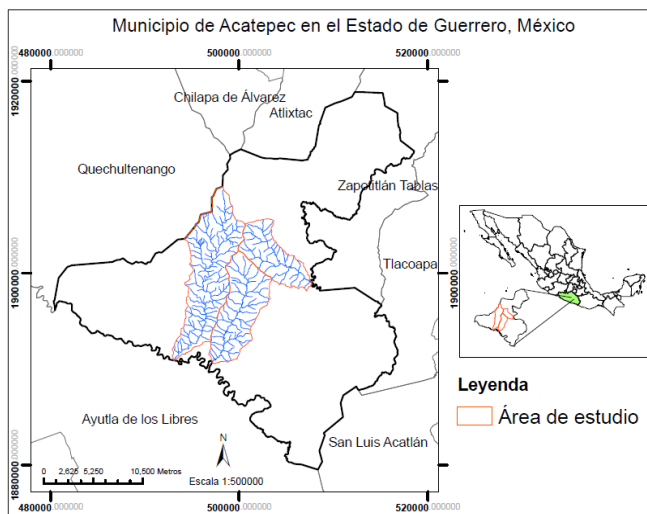 Municipio de Acatepec en el Estado de Guerrero, México
480000.000000
500000.000000
520000.000000
1920000.000000
Chilapa de Álvarez
Atlixtac
Quechultenango
Zapotitlán Tablas
Tlacoapa
1900000.000000
1900000.000000
Leyenda
Área de estudio
Ayutla de los Libres
San Luis Acatlán
N
0 2,625 5,250 10,500 Metros
Escala 1:500000
1880000.000000
1880000.000000
480000.000000
500000.000000
520000.000000